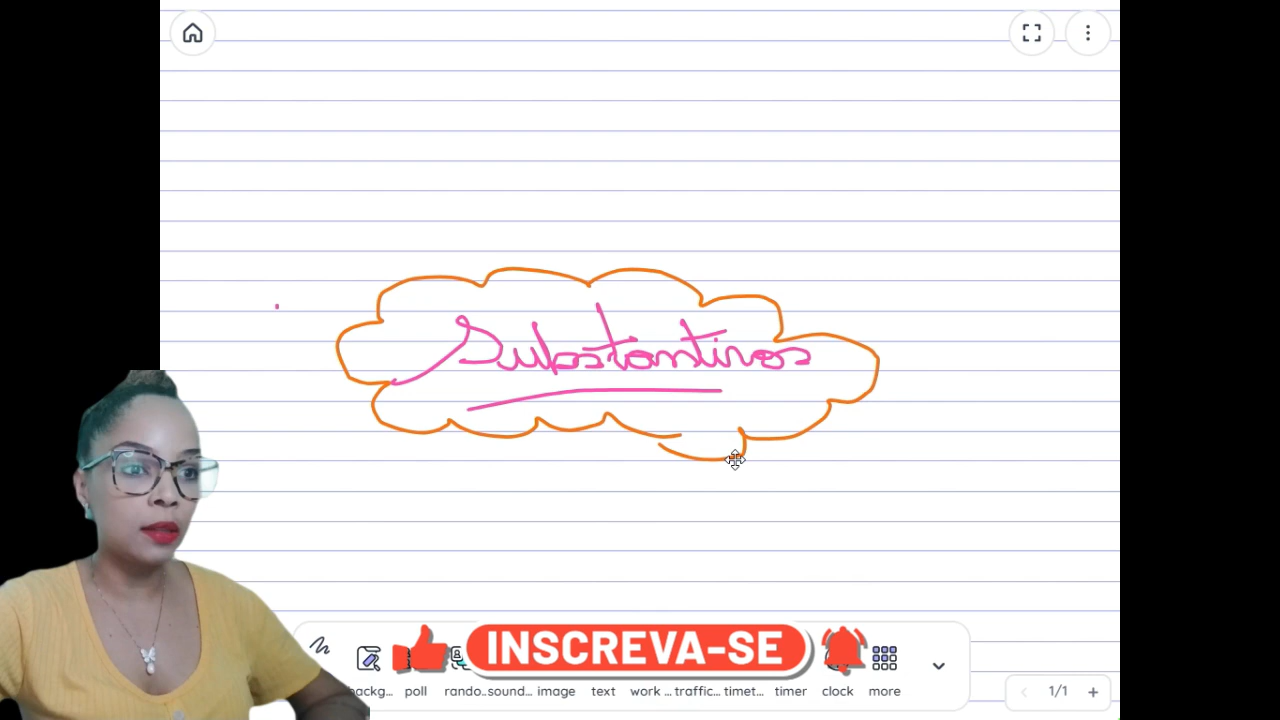 Substantivos
INSCREVA-SE
backg... poll rando... sound... image text work ... traffic... timet... timer clock more
1/1